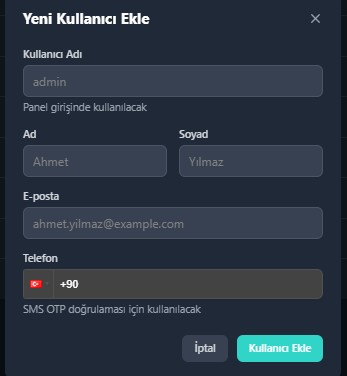 Yeni Kullanıcı Ekle
Kullanıcı Adı
admin
Panel girişinde kullanılacak
Ad Soyad
Ahmet Yılmaz
E-posta
ahmet.yilmaz@example.com
Telefon
+90
SMS OTP doğrulaması için kullanılacak
İptal Kullanıcı Ekle